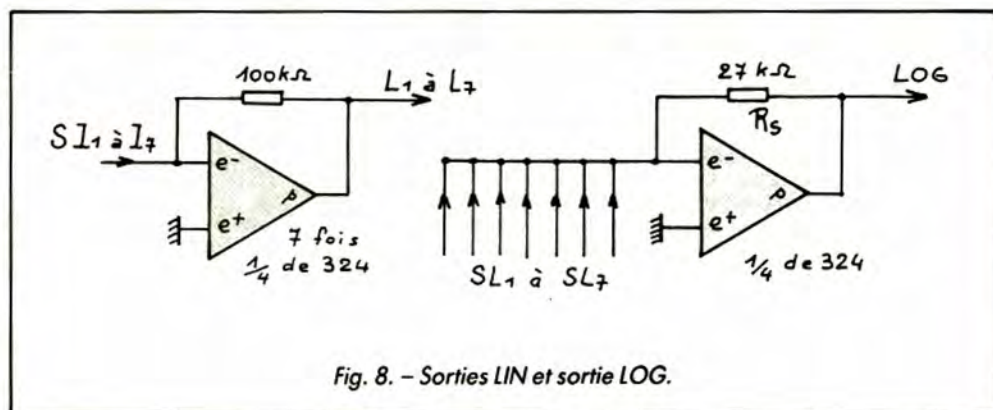 100kΩ
L1 à L7
SI1 à I7
e-
e+
s
7 fois
1/4 de 324
27 kΩ
RS
LOG
e-
e+
s
SL1 à SL7
1/4 de 324
Fig. 8. – Sorties LIN et sortie LOG.